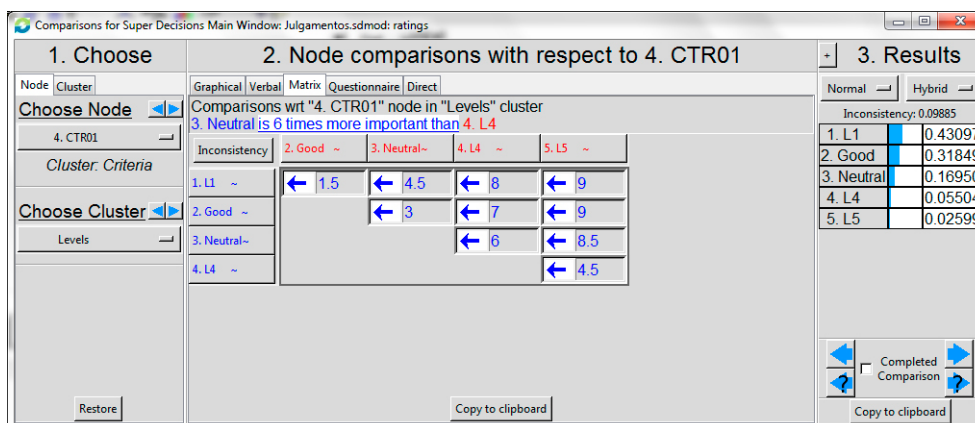 Comparisons for Super Decisions Main Window: Julgamentos.sdmod: ratings
1. Choose
Node Cluster
Choose Node
4. CTR01
Cluster: Criteria
Choose Cluster
Levels
Restore
2. Node comparisons with respect to 4. CTR01
Graphical Verbal Matrix Questionnaire Direct
Comparisons wrt "4. CTR01" node in "Levels" cluster
3. Neutral is 6 times more important than 4. L4
Inconsistency 2. Good ~ 3. Neutral~ 4. L4 ~ 5. L5 ~
1. L1 ~ 1.5 4.5 8 9
2. Good ~ 3 7 9
3. Neutral~ 6 8.5
4. L4 ~ 4.5
Copy to clipboard
+ 3. Results
Normal Hybrid
Inconsistency: 0.09885
1. L1 0.43097
2. Good 0.31849
3. Neutral 0.16950
4. L4 0.05504
5. L5 0.02599
? Completed Comparison ?
Copy to clipboard